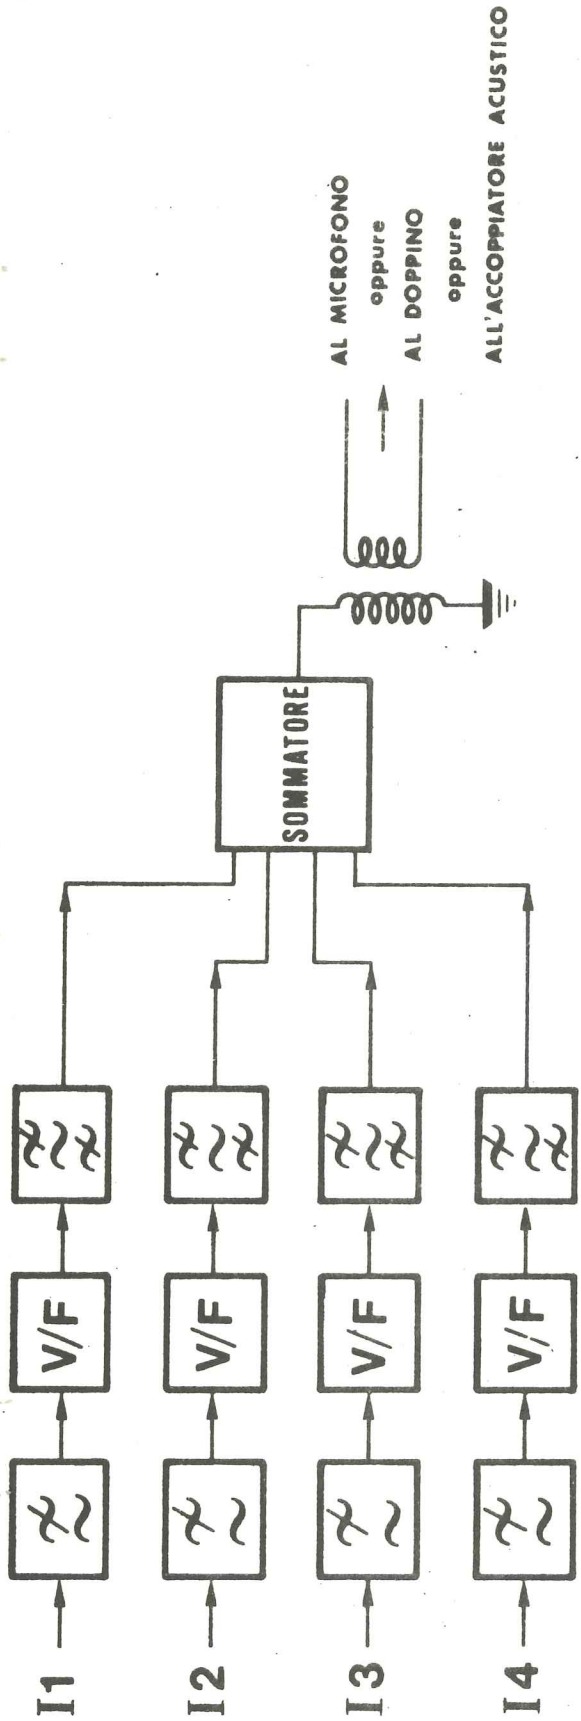 I1
V/F
I2
V/F
I3
V/F
I4
V/F
SOMMATORE
AL MICROFONO
oppure
AL DOPPINO
oppure
ALL'ACCOPPIATORE ACUSTICO